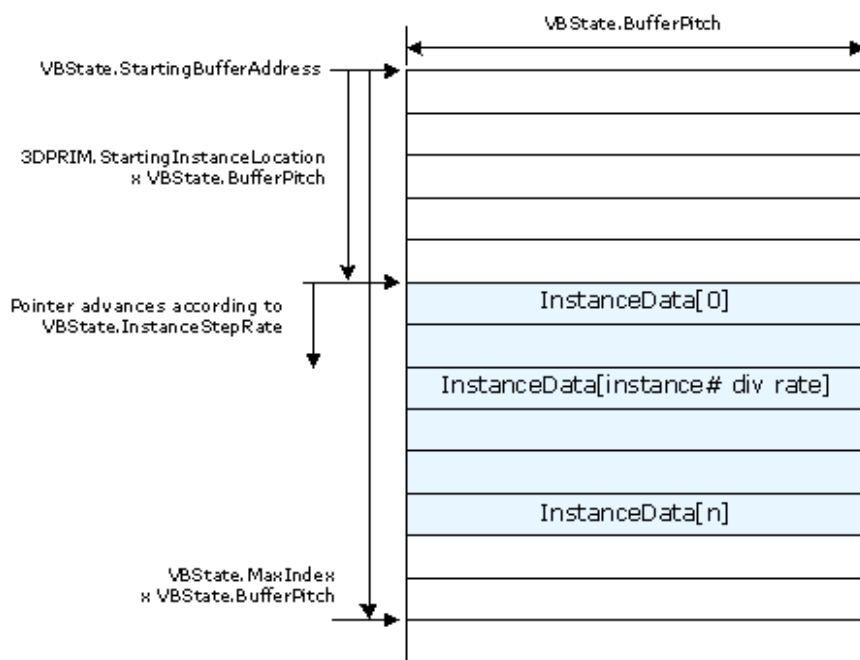 VBState.BufferPitch
VBState.StartingBufferAddress
3DPRIM.StartingInstanceLocation
x VBState.BufferPitch
Pointer advances according to
VBState.InstanceStepRate
InstanceData[0]
InstanceData[instance# div rate]
InstanceData[n]
VBState.MaxIndex
x VBState.BufferPitch